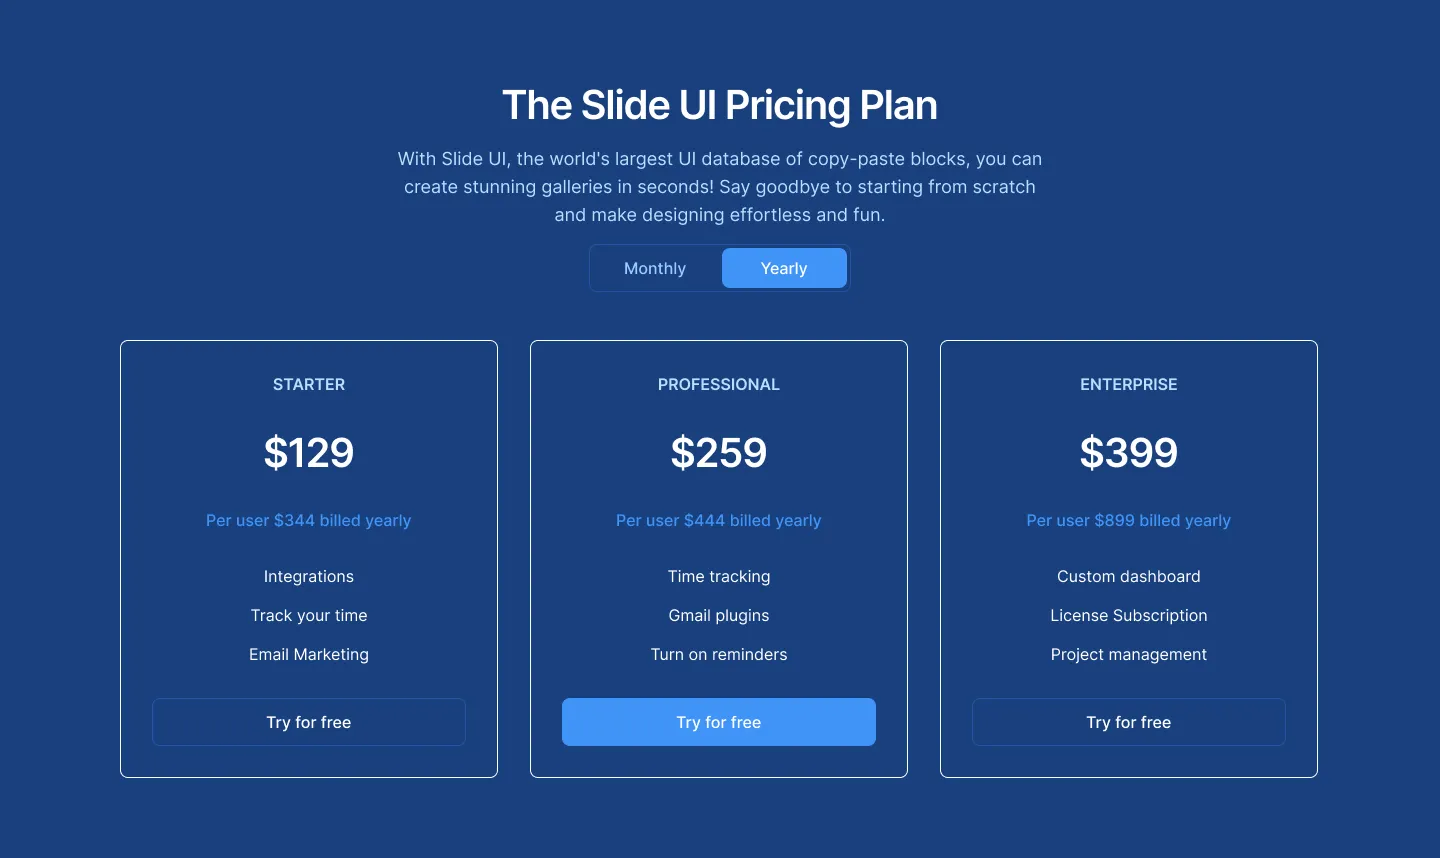 The Slide UI Pricing Plan
With Slide UI, the world's largest UI database of copy-paste blocks, you can
create stunning galleries in seconds! Say goodbye to starting from scratch
and make designing effortless and fun.
Monthly
Yearly
STARTER
$129
Per user $344 billed yearly
Integrations
Track your time
Email Marketing
Try for free
PROFESSIONAL
$259
Per user $444 billed yearly
Time tracking
Gmail plugins
Turn on reminders
Try for free
ENTERPRISE
$399
Per user $899 billed yearly
Custom dashboard
License Subscription
Project management
Try for free